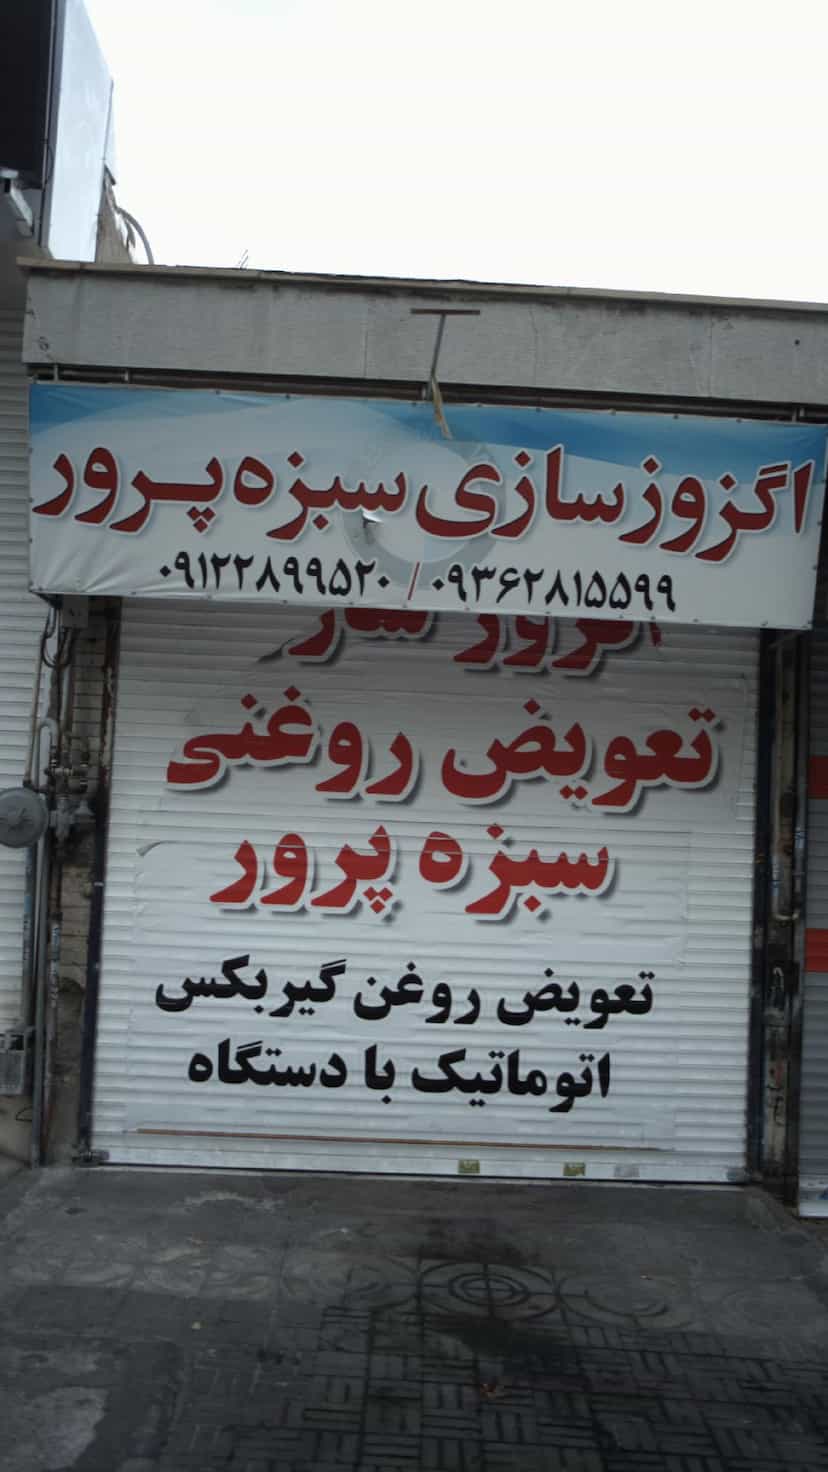 اگزوزسازی سبزه پرور
۰۹۱۲۲۸۹۹۵۲۰ / ۰۹۳۶۲۸۱۵۵۹۹
تعویض روغنی
سبزه پرور
تعویض روغن گیربکس
اتوماتیک با دستگاه